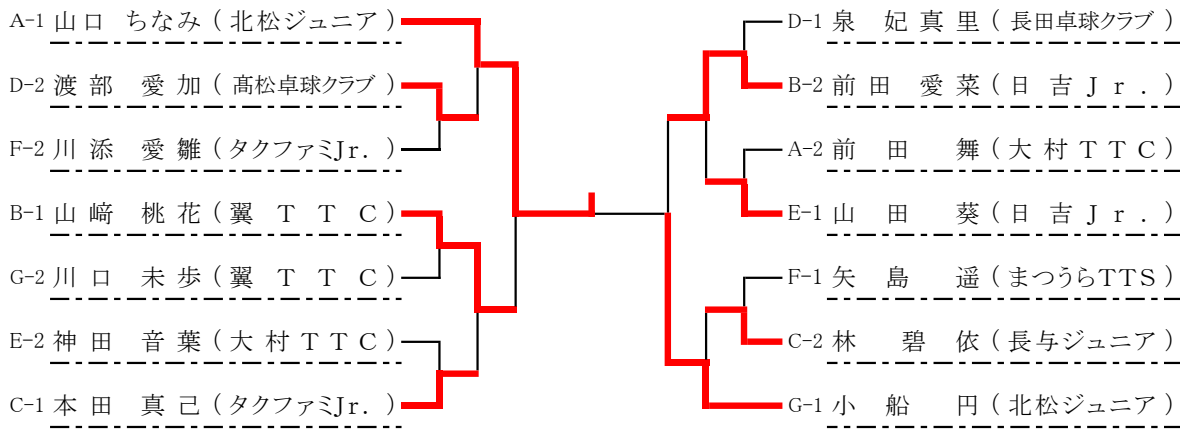 A-1 山口 ちなみ ( 北松ジュニア )
D-2 渡部 愛加 ( 髙松卓球クラブ )
F-2 川添 愛雛 ( タクファミJr. )
B-1 山﨑 桃花 ( 翼TTC )
G-2 川口 未歩 ( 翼TTC )
E-2 神田 音葉 ( 大村TTC )
C-1 本田 真己 ( タクファミJr. )
D-1 泉 妃真里 ( 長田卓球クラブ )
B-2 前田 愛菜 ( 日吉Jr. )
A-2 前田 舞 ( 大村TTC )
E-1 山田 葵 ( 日吉Jr. )
F-1 矢島 遥 ( まつうらTTS )
C-2 林 碧依 ( 長与ジュニア )
G-1 小船 円 ( 北松ジュニア )